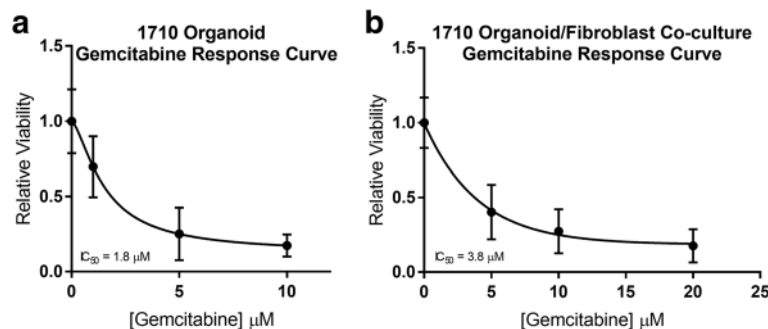 a
1710 Organoid
Gemcitabine Response Curve
Relative Viability
1.5
1.0
0.5
0.0
IC₅₀ = 1.8 μM
0
5
10
[Gemcitabine] μM
b
1710 Organoid/Fibroblast Co-culture
Gemcitabine Response Curve
Relative Viability
1.5
1.0
0.5
0.0
IC₅₀ = 3.8 μM
0
5
10
15
20
25
[Gemcitabine] μM